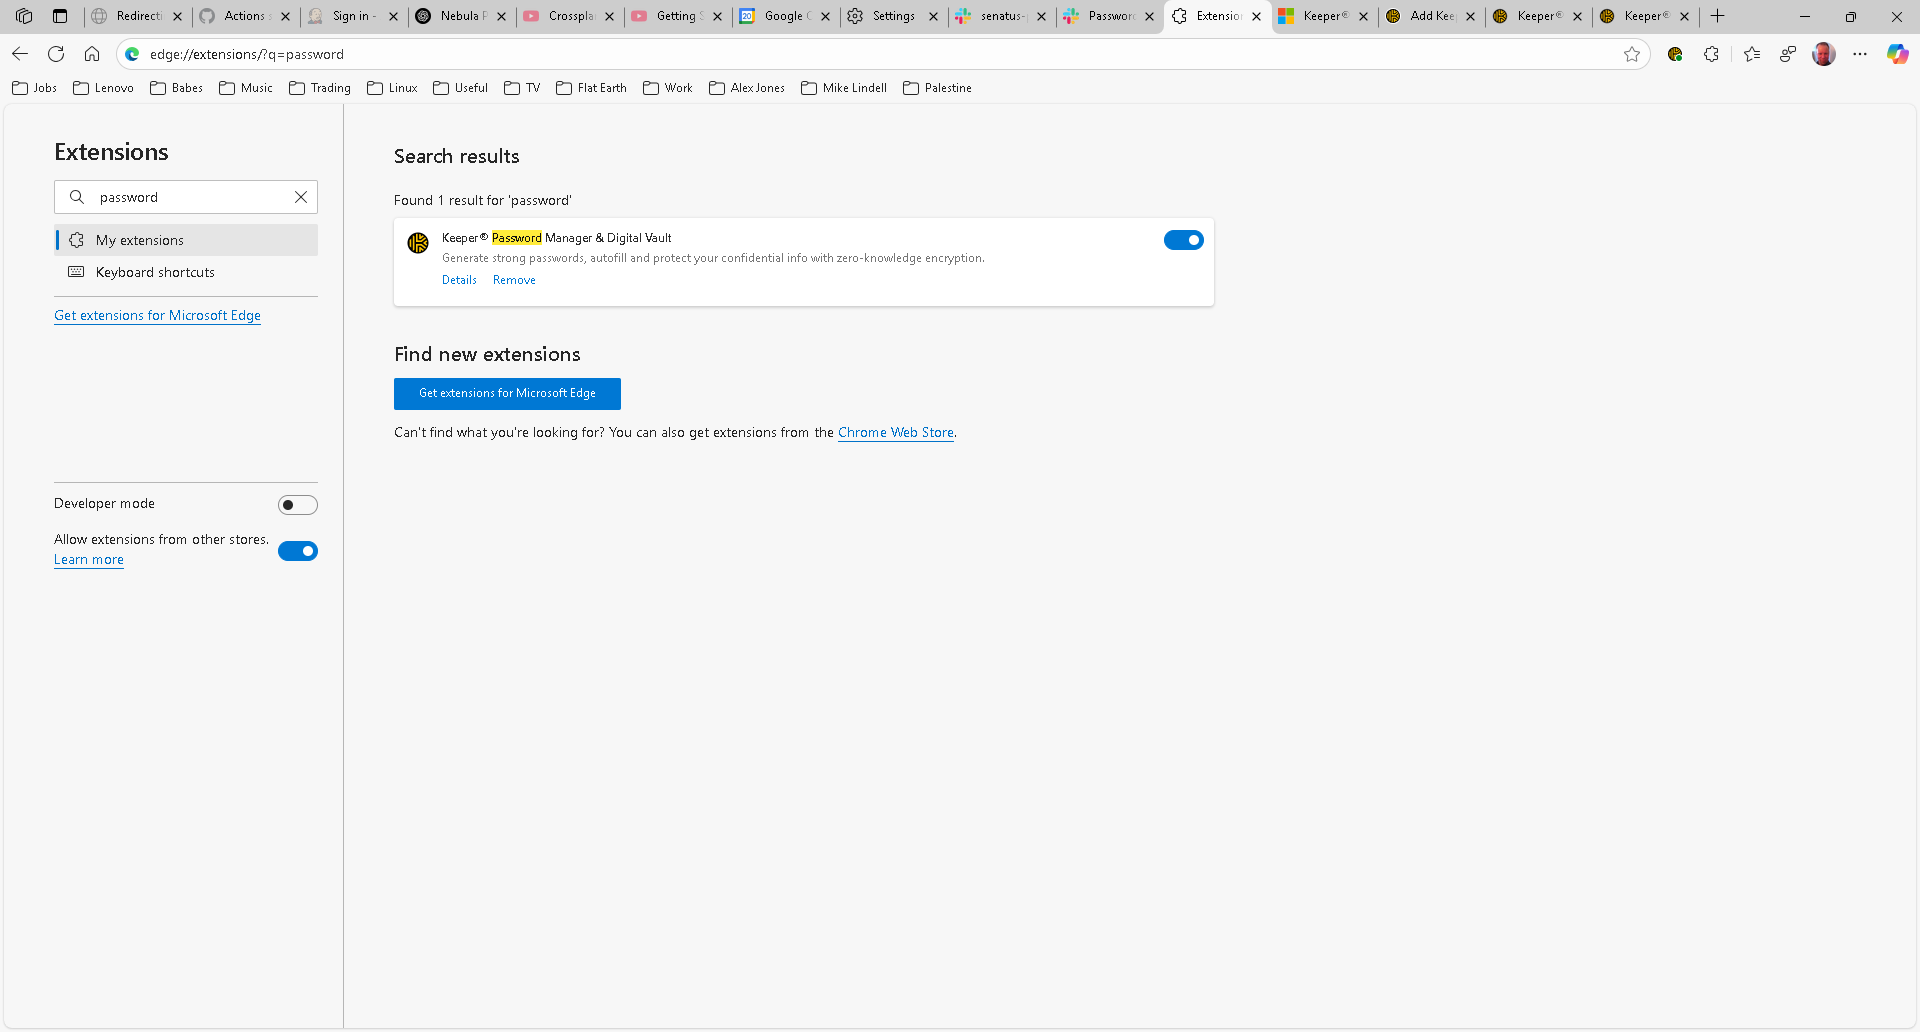 Redirecti
Actions s
Sign in -
Nebula P
Crossplan
Getting S
Google C
Settings
senatus-p
Password
Extension
Keeper®
Add Keep
Keeper®
Keeper®
edge://extensions/?q=password
Jobs
Lenovo
Babes
Music
Trading
Linux
Useful
TV
Flat Earth
Work
Alex Jones
Mike Lindell
Palestine
Extensions
password
My extensions
Keyboard shortcuts
Get extensions for Microsoft Edge
Developer mode
Allow extensions from other stores.
Learn more
Search results
Found 1 result for 'password'
Keeper® Password Manager & Digital Vault
Generate strong passwords, autofill and protect your confidential info with zero-knowledge encryption.
Details Remove
Find new extensions
Get extensions for Microsoft Edge
Can't find what you're looking for? You can also get extensions from the Chrome Web Store.